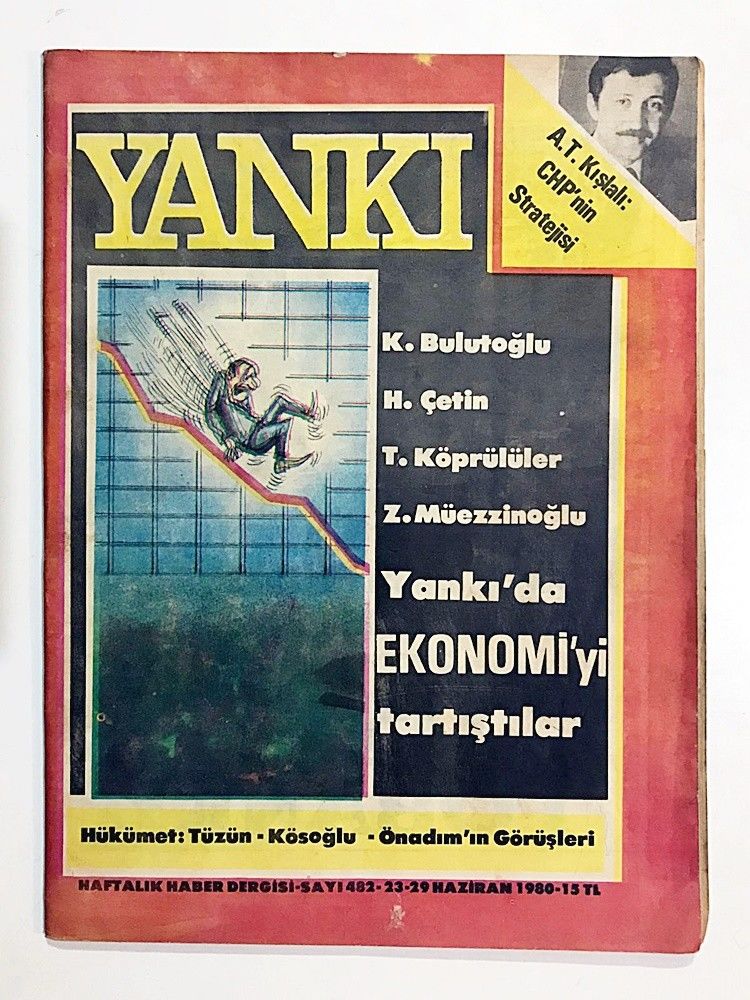 YANKI
A.T. Kışlalı:
CHP'nin
Stratejisi
K. Bulutoğlu
H. Çetin
T. Köprülüler
Z. Müezzinoğlu
Yankı'da
EKONOMİ'yi
tartıştılar
Hükümet: Tüzün - Kösoğlu - Önadım'ın Görüşleri
HAFTALIK HABER DERGİSİ-SAYI 482-23-29 HAZİRAN 1980-15 TL